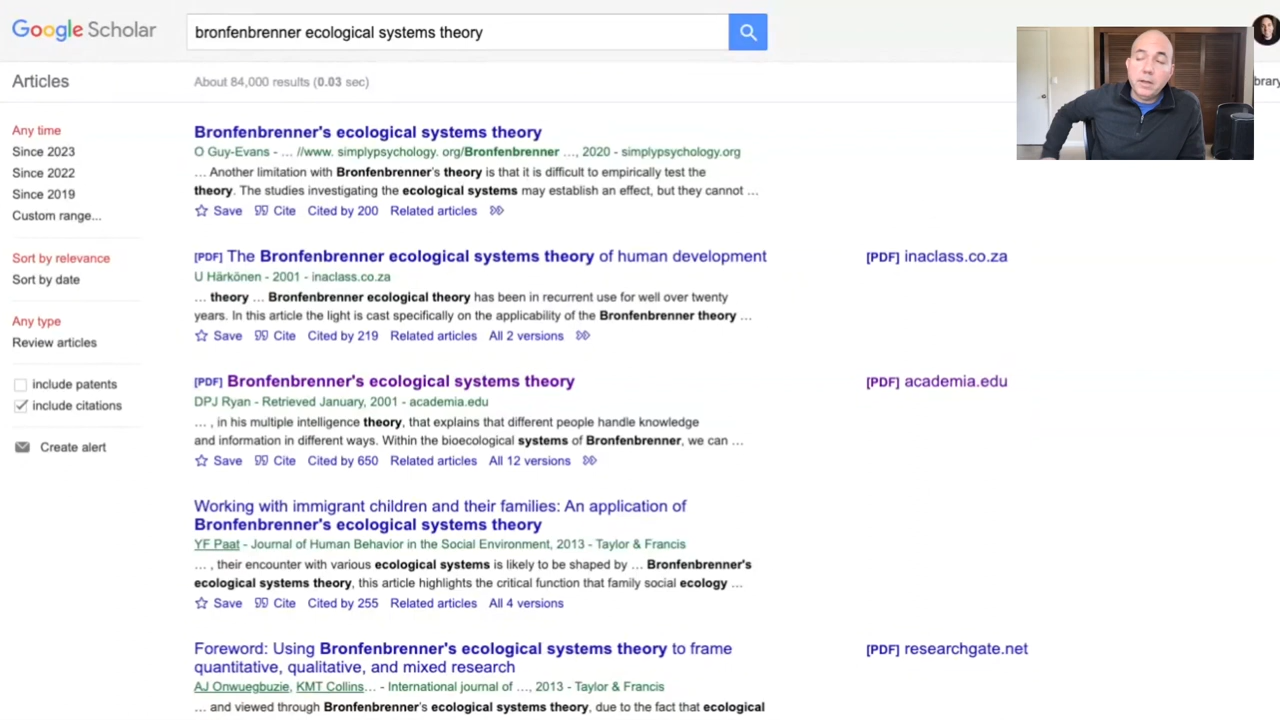 Google Scholar
bronfenbrenner ecological systems theory
Articles
About 84,000 results (0.03 sec)
brary
Any time
Since 2023
Since 2022
Since 2019
Custom range...
Sort by relevance
Sort by date
Any type
Review articles
include patents
include citations
Create alert
Bronfenbrenner's ecological systems theory
O Guy-Evans - … //www. simplypsychology. org/Bronfenbrenner …, 2020 - simplypsychology.org
… Another limitation with Bronfenbrenner's theory is that it is difficult to empirically test the
theory. The studies investigating the ecological systems may establish an effect, but they cannot …
Save Cite Cited by 200 Related articles
[PDF] The Bronfenbrenner ecological systems theory of human development
[PDF] inaclass.co.za
U Härkönen - 2001 - inaclass.co.za
… theory … Bronfenbrenner ecological theory has been in recurrent use for well over twenty
years. In this article the light is cast specifically on the applicability of the Bronfenbrenner theory …
Save Cite Cited by 219 Related articles All 2 versions
[PDF] Bronfenbrenner's ecological systems theory
[PDF] academia.edu
DPJ Ryan - Retrieved January, 2001 - academia.edu
… , in his multiple intelligence theory, that explains that different people handle knowledge
and information in different ways. Within the bioecological systems of Bronfenbrenner, we can …
Save Cite Cited by 650 Related articles All 12 versions
Working with immigrant children and their families: An application of
Bronfenbrenner's ecological systems theory
YF Paat - Journal of Human Behavior in the Social Environment, 2013 - Taylor & Francis
… , their encounter with various ecological systems is likely to be shaped by … Bronfenbrenner's
ecological systems theory, this article highlights the critical function that family social ecology …
Save Cite Cited by 255 Related articles All 4 versions
Foreword: Using Bronfenbrenner's ecological systems theory to frame
quantitative, qualitative, and mixed research
[PDF] researchgate.net
AJ Onwuegbuzie, KMT Collins… - International journal of …, 2013 - Taylor & Francis
… and viewed through Bronfenbrenner's ecological systems theory, due to the fact that ecological